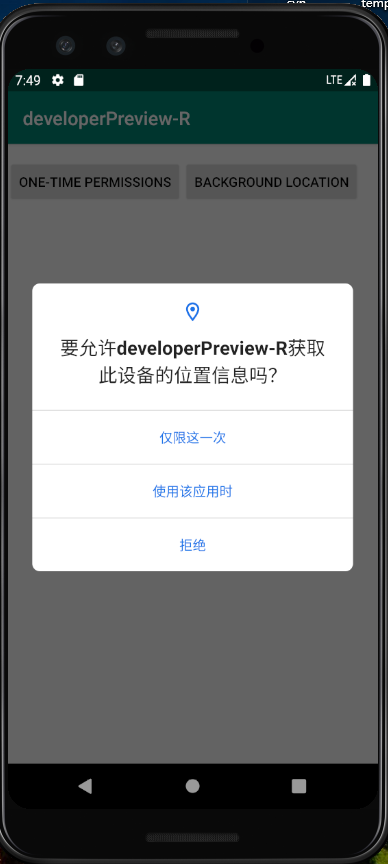 7:49
LTE
developerPreview-R
ONE-TIME PERMISSIONS
BACKGROUND LOCATION
要允许developerPreview-R获取
此设备的位置信息吗?
仅限这一次
使用该应用时
拒绝